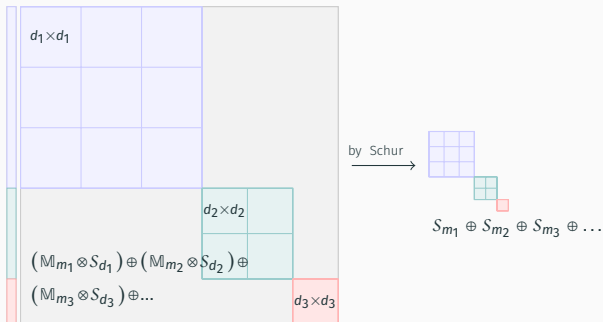 d₁×d₁
by Schur
d₂×d₂
S_{m₁} ⊕ S_{m₂} ⊕ S_{m₃} ⊕ …
(𝕄_{m₁}⊗S_{d₁})⊕(𝕄_{m₂}⊗S_{d₂})⊕
(𝕄_{m₃}⊗S_{d₃})⊕…
d₃×d₃